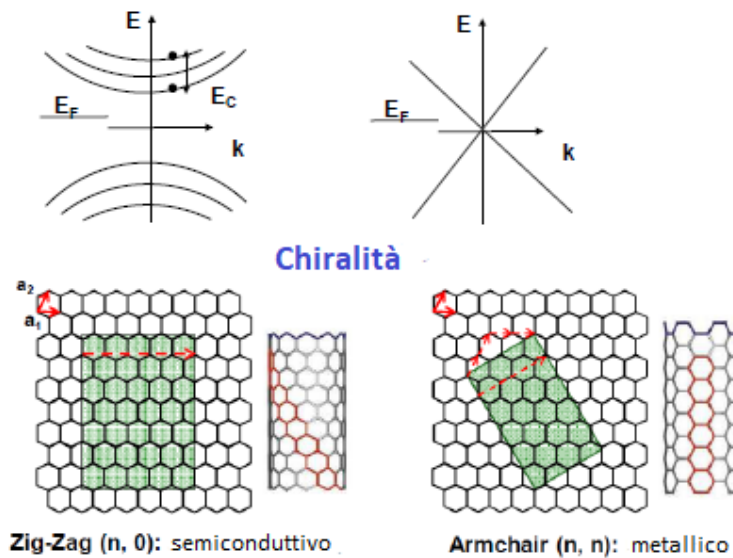 E
E_C
E_F
k
E
E_F
k
Chiralità
a_2
a_1
Zig-Zag (n, 0): semiconduttivo
Armchair (n, n): metallico